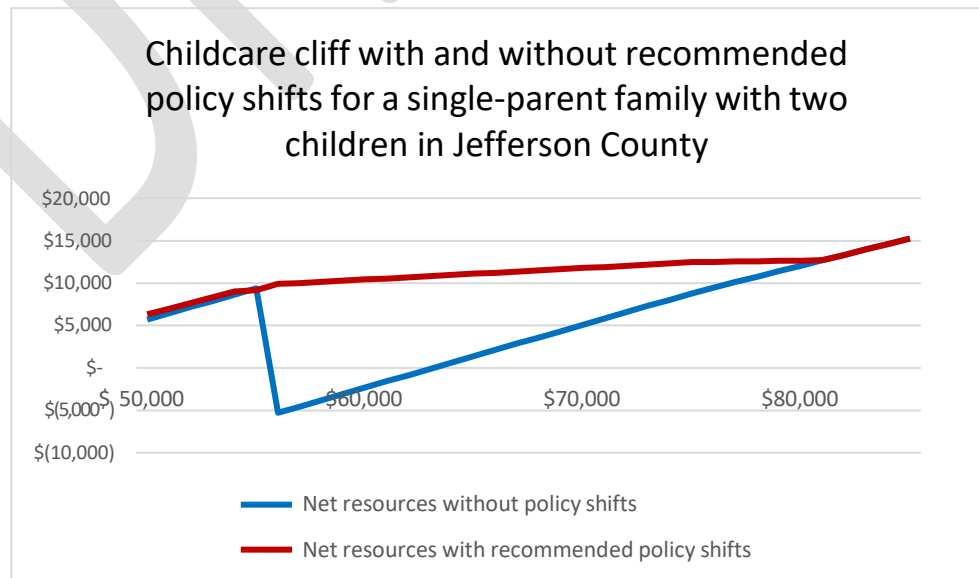 Childcare cliff with and without recommended
policy shifts for a single-parent family with two
children in Jefferson County
$20,000
$15,000
$10,000
$5,000
$-
$(5,000)
$(10,000)
$ 50,000
$60,000
$70,000
$80,000
Net resources without policy shifts
Net resources with recommended policy shifts